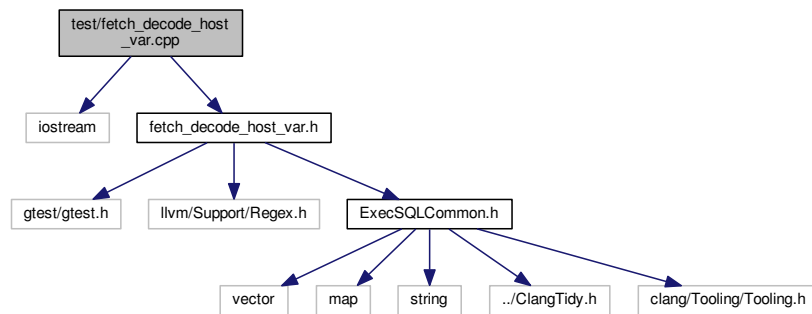 test/fetch_decode_host
_var.cpp
iostream
fetch_decode_host_var.h
gtest/gtest.h
llvm/Support/Regex.h
ExecSQLCommon.h
vector
map
string
../ClangTidy.h
clang/Tooling/Tooling.h